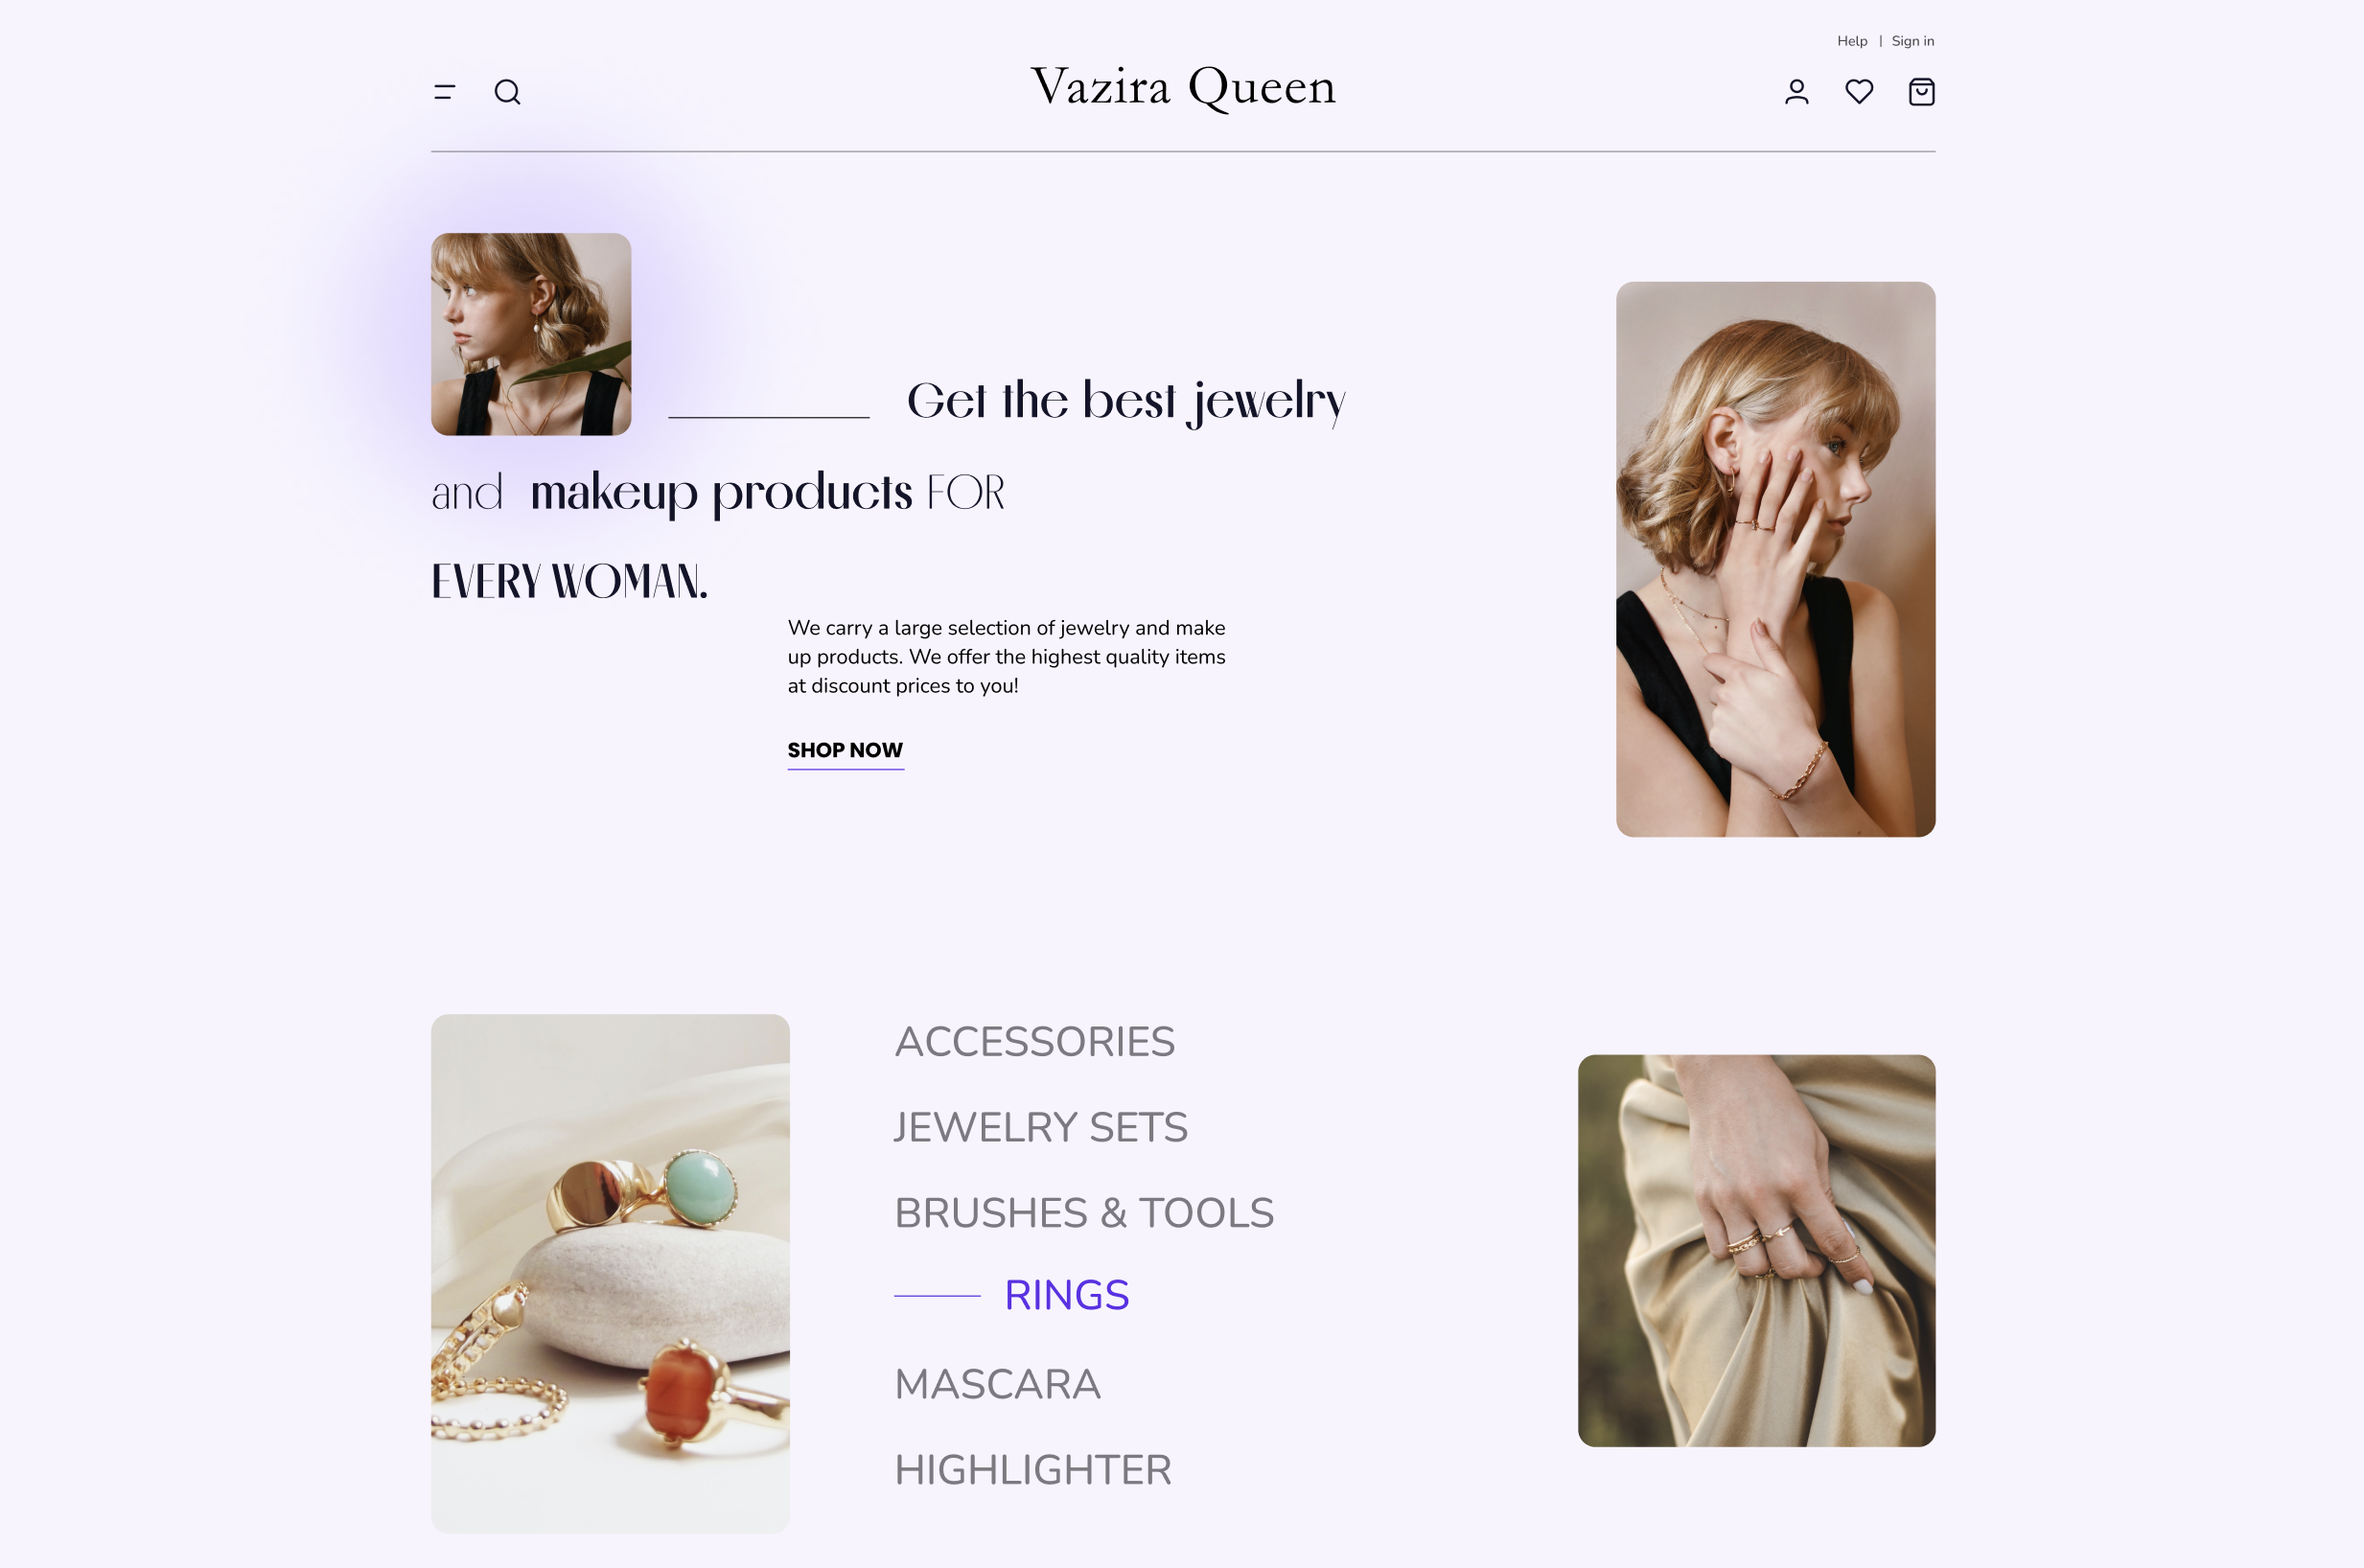 Help | Sign in
Vazira Queen
Get the best jewelry
and makeup products FOR
EVERY WOMAN.
We carry a large selection of jewelry and make
up products. We offer the highest quality items
at discount prices to you!
SHOP NOW
ACCESSORIES
JEWELRY SETS
BRUSHES & TOOLS
RINGS
MASCARA
HIGHLIGHTER